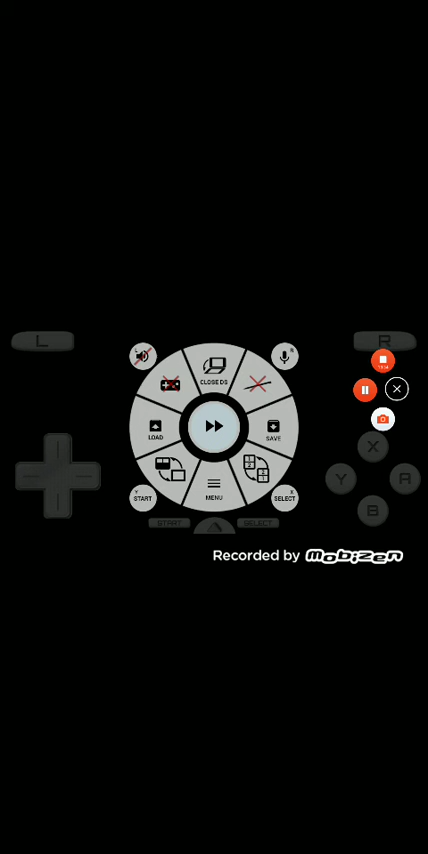 L
R
L
R
CLOSE DS
LOAD
SAVE
X
Y
A
B
Y
START
MENU
X
SELECT
START
SELECT
Recorded by Mobizen